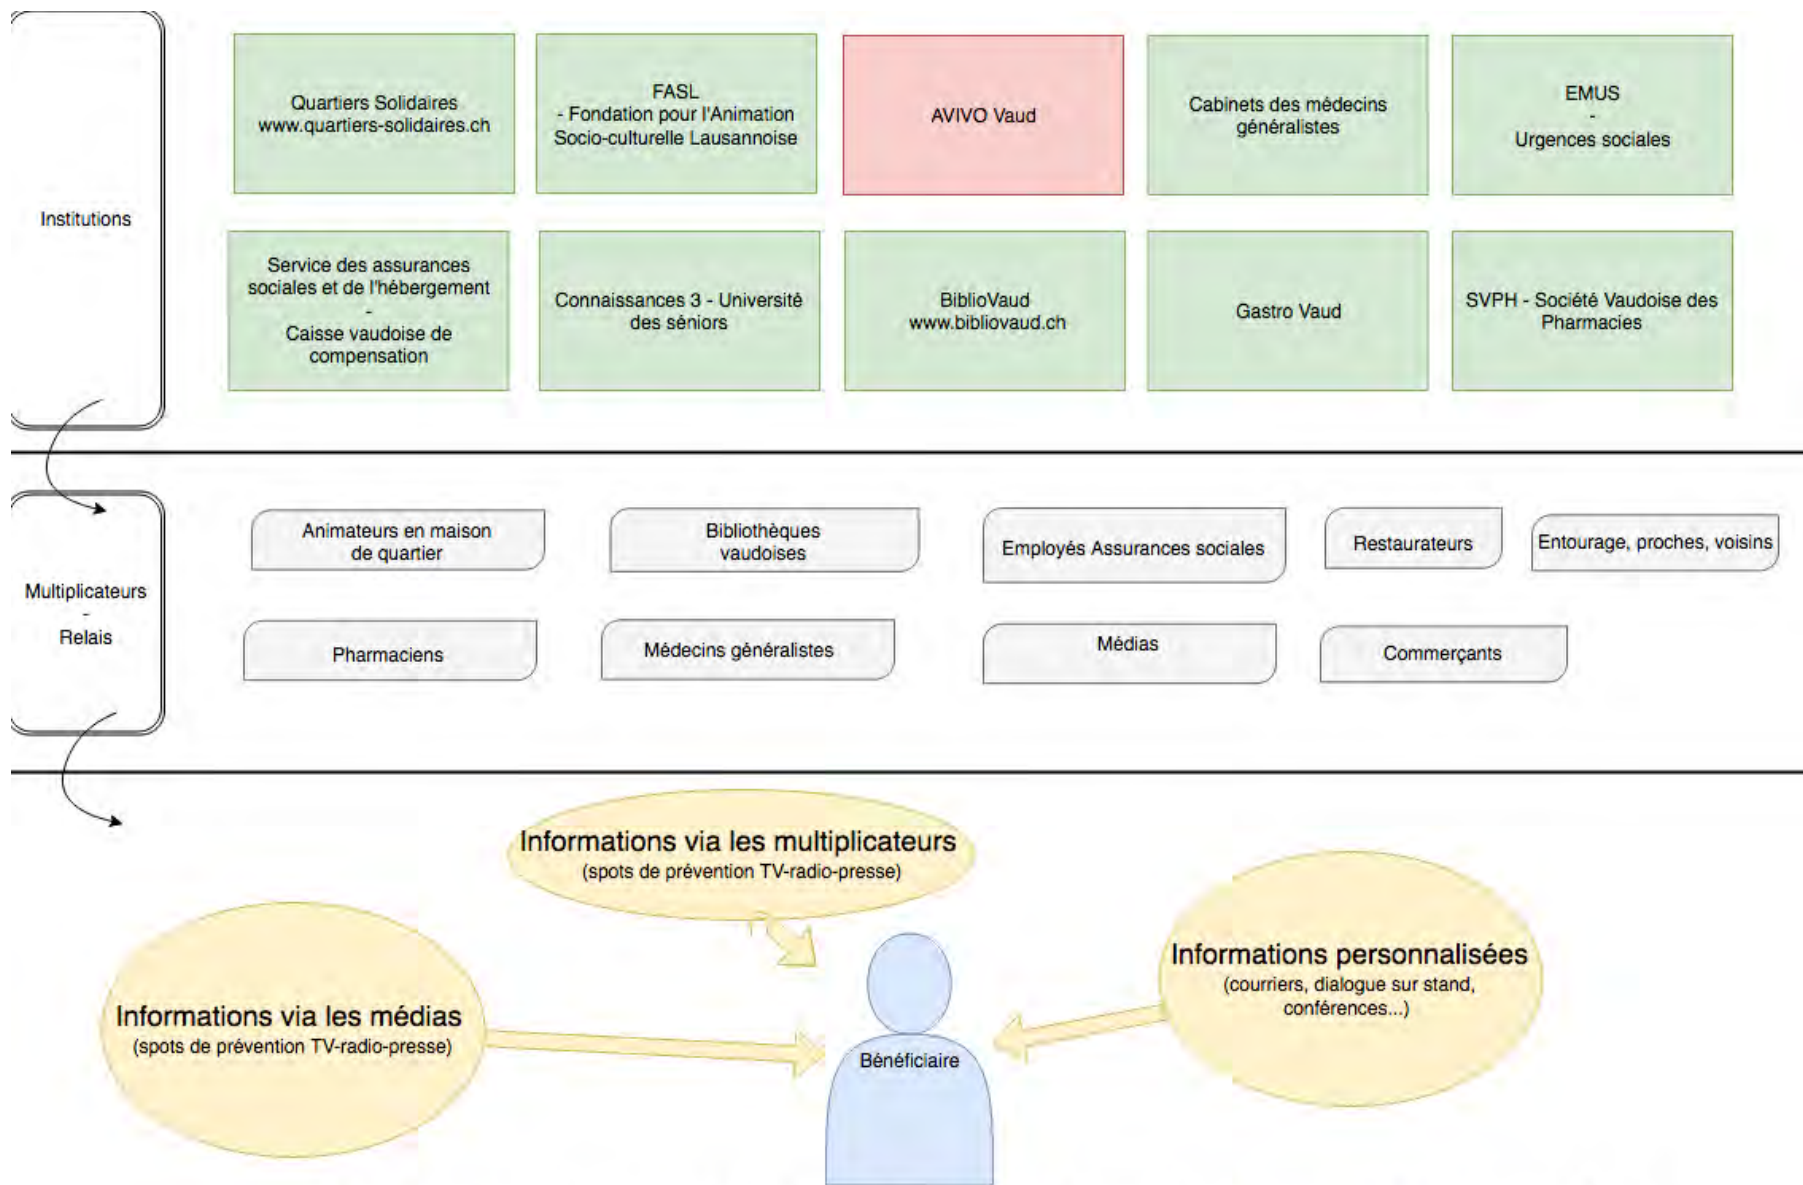 Institutions
Quartiers Solidaires
www.quartiers-solidaires.ch
FASL
- Fondation pour l'Animation
Socio-culturelle Lausannoise
AVIVO Vaud
Cabinets des médecins
généralistes
EMUS
-
Urgences sociales
Service des assurances
sociales et de l'hébergement
-
Caisse vaudoise de
compensation
Connaissances 3 - Université
des séniors
BiblioVaud
www.bibliovaud.ch
Gastro Vaud
SVPH - Société Vaudoise des
Pharmacies
Multiplicateurs
-
Relais
Animateurs en maison
de quartier
Bibliothèques
vaudoises
Employés Assurances sociales
Restaurateurs
Entourage, proches, voisins
Pharmaciens
Médecins généralistes
Médias
Commerçants
Informations via les multiplicateurs
(spots de prévention TV-radio-presse)
Informations via les médias
(spots de prévention TV-radio-presse)
Informations personnalisées
(courriers, dialogue sur stand,
conférences...)
Bénéficiaire